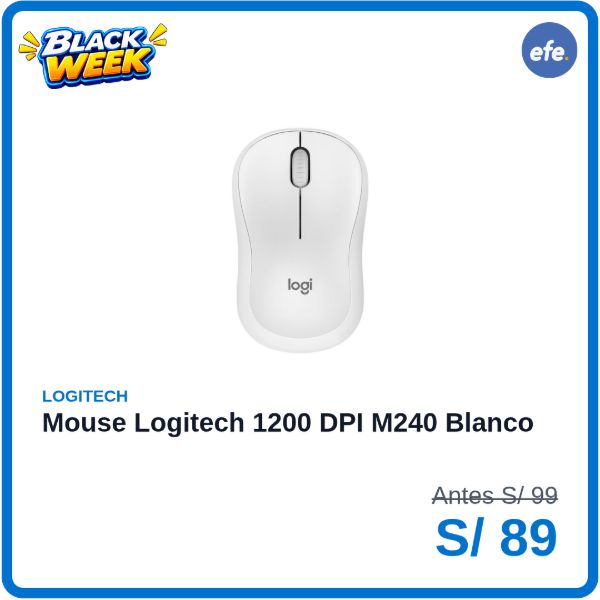 BLACK
WEEK
efe.
logi
LOGITECH
Mouse Logitech 1200 DPI M240 Blanco
Antes S/ 99
S/ 89